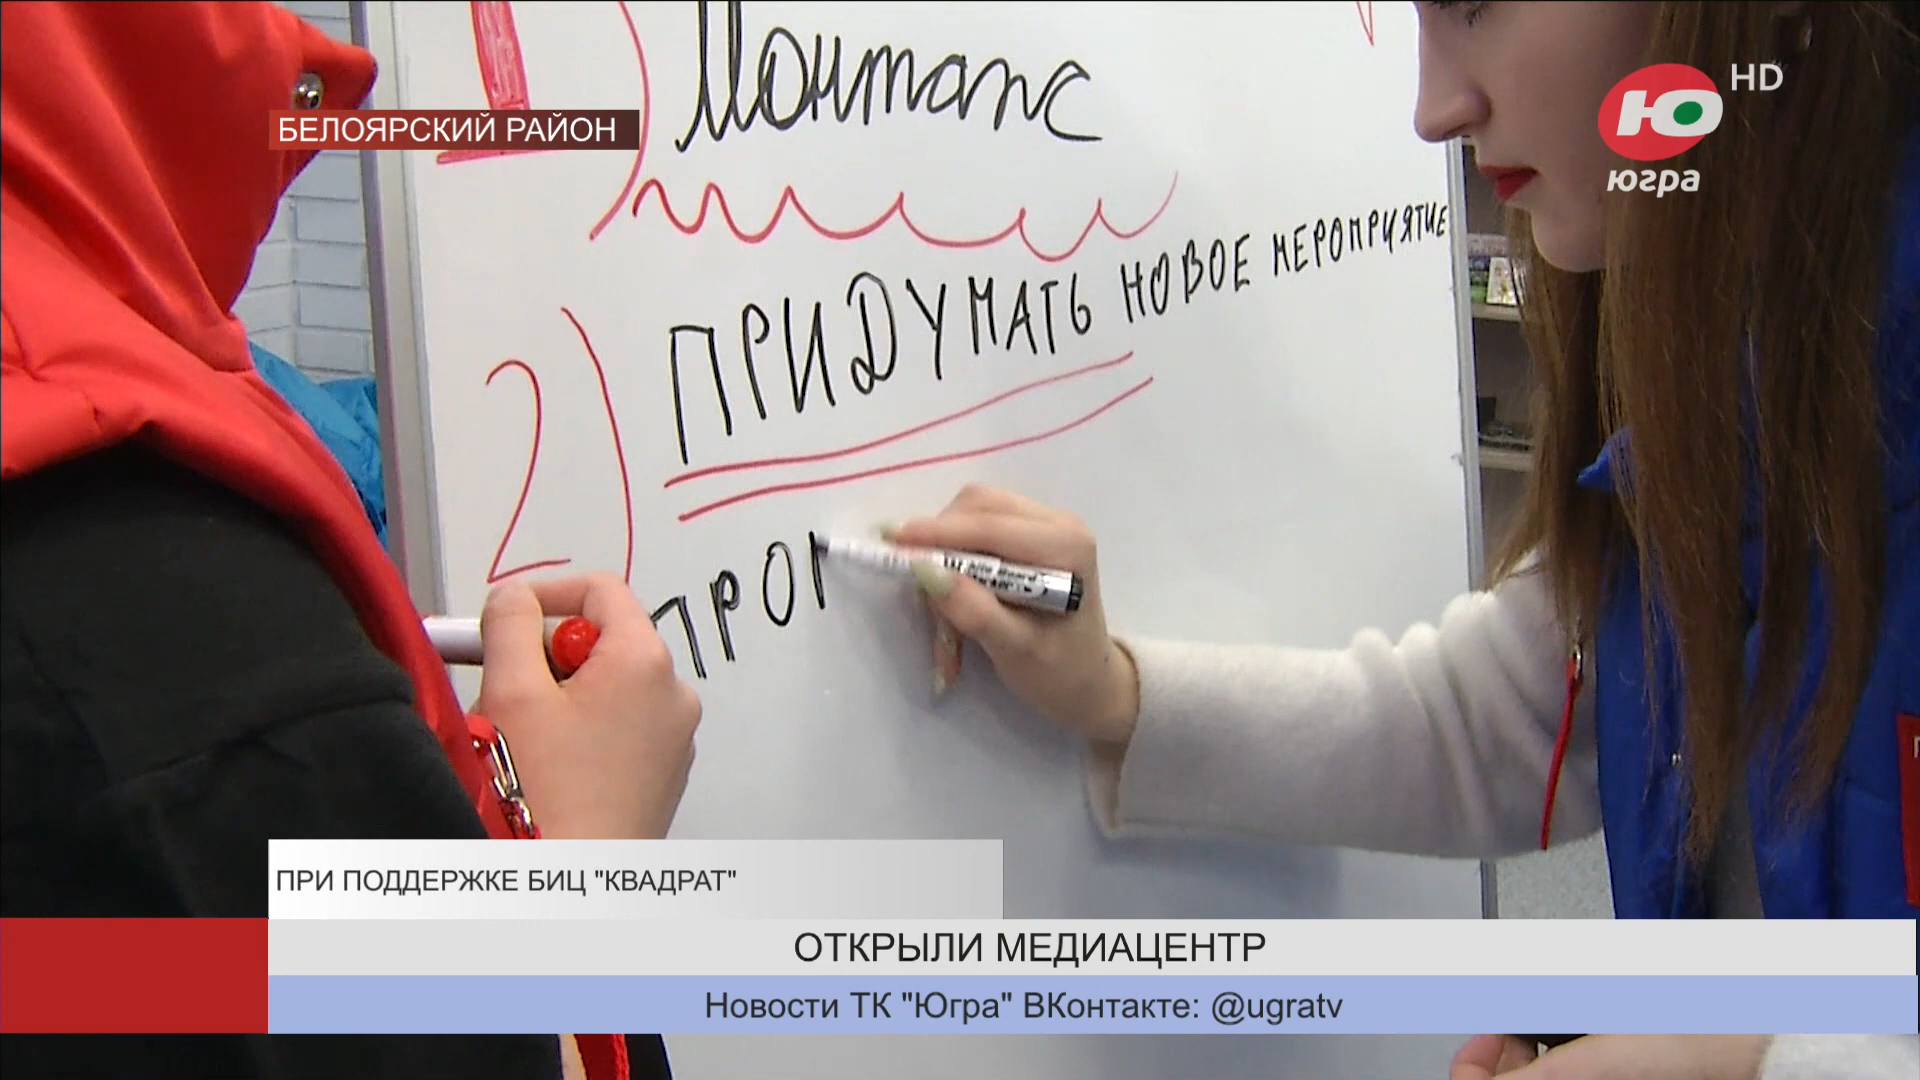 1) Монтаж
HD
БЕЛОЯРСКИЙ РАЙОН
Ю
югра
2) ПРИДУМАТЬ НОВОЕ МЕРОПРИЯТИЕ
ПРО
ПРИ ПОДДЕРЖКЕ БИЦ "КВАДРАТ"
ОТКРЫЛИ МЕДИАЦЕНТР
Новости ТК "Югра" ВКонтакте: @ugratv